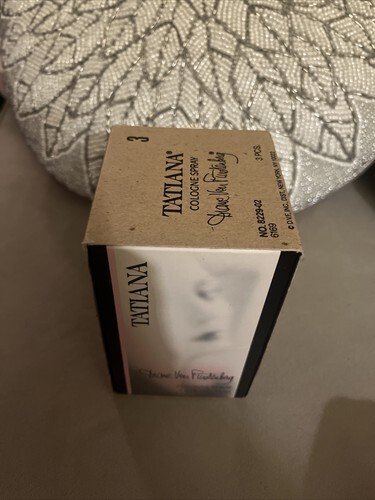 3
TATIANA®
COLOGNE SPRAY
Diane Von Furstenberg
3 PCS.
NO. 8229-02
6169
TATIANA
Diane Von Furstenberg